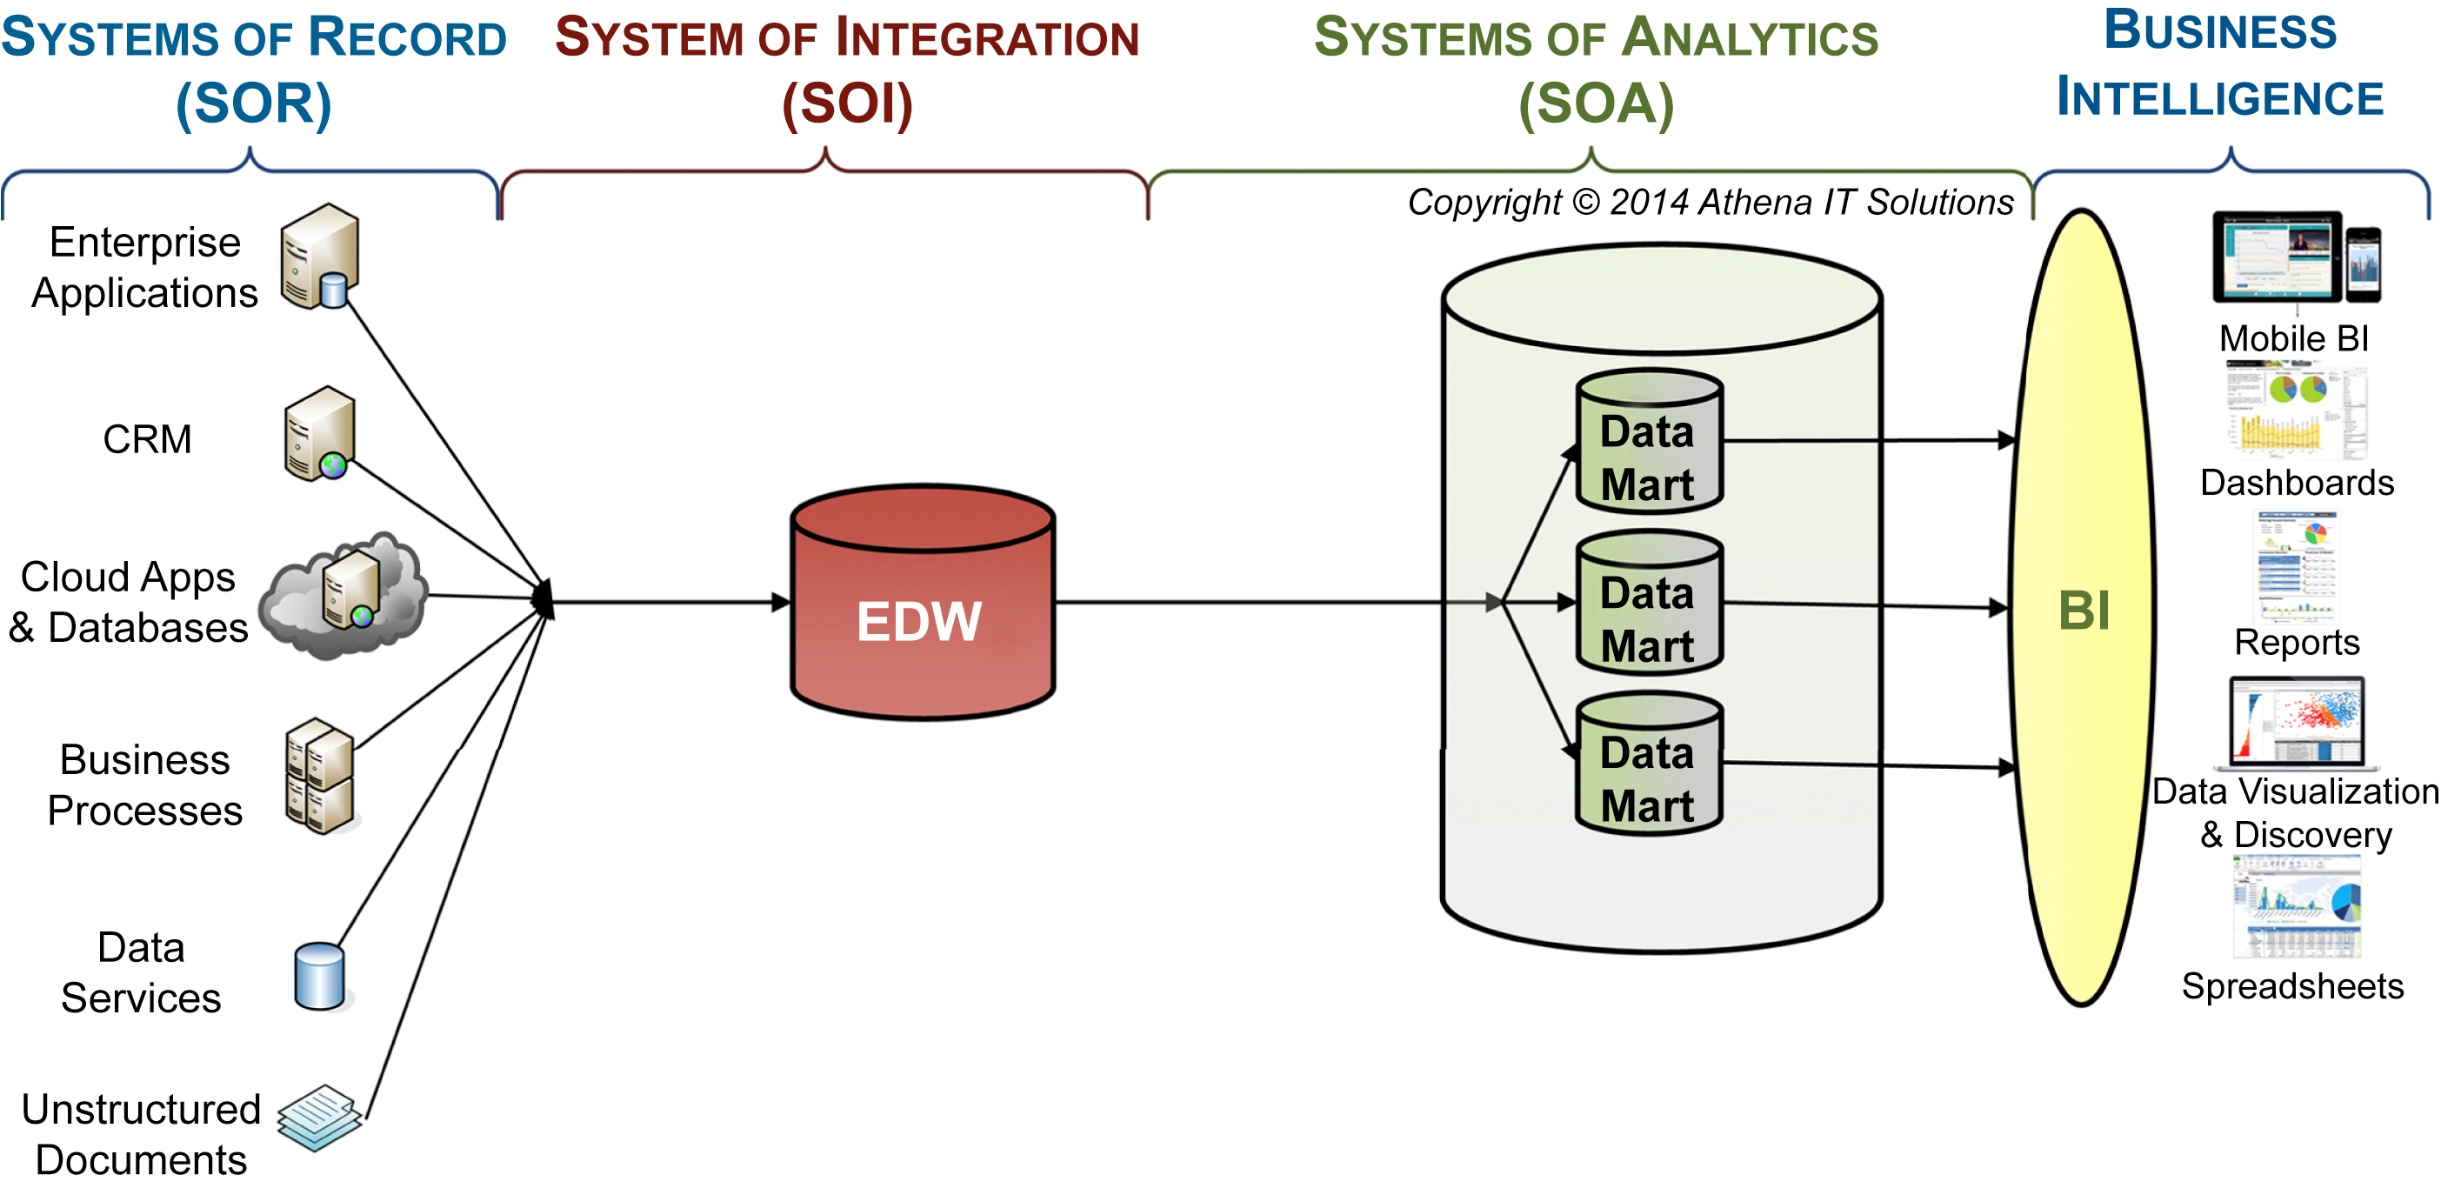 SYSTEMS OF RECORD
(SOR)
SYSTEM OF INTEGRATION
(SOI)
SYSTEMS OF ANALYTICS
(SOA)
BUSINESS
INTELLIGENCE
Copyright © 2014 Athena IT Solutions
Enterprise
Applications
CRM
Cloud Apps
& Databases
Business
Processes
Data
Services
Unstructured
Documents
EDW
Data
Mart
Data
Mart
Data
Mart
BI
Mobile BI
Dashboards
Reports
Data Visualization
& Discovery
Spreadsheets